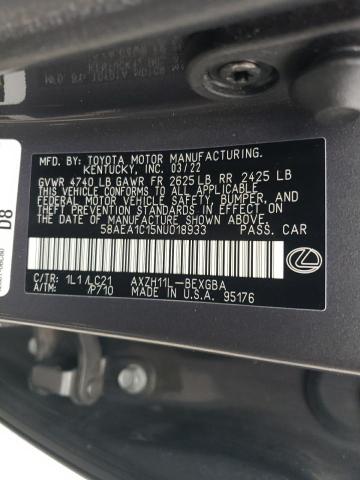 MFD. BY: TOYOTA MOTOR MANUFACTURING,
KENTUCKY, INC. 03/22
GVWR 4740 LB GAWR FR 2625 LB RR 2425 LB
THIS VEHICLE CONFORMS TO ALL APPLICABLE
FEDERAL MOTOR VEHICLE SAFETY, BUMPER, AND
THEFT PREVENTION STANDARDS IN EFFECT ON THE
DATE OF MANUFACTURE SHOWN ABOVE.
58AEA1C15NU018933 PASS. CAR
C/TR: 1L1/LC21 AXZH11L-BEXGBA
A/TM: /P710 MADE IN U.S.A. 95176
D8